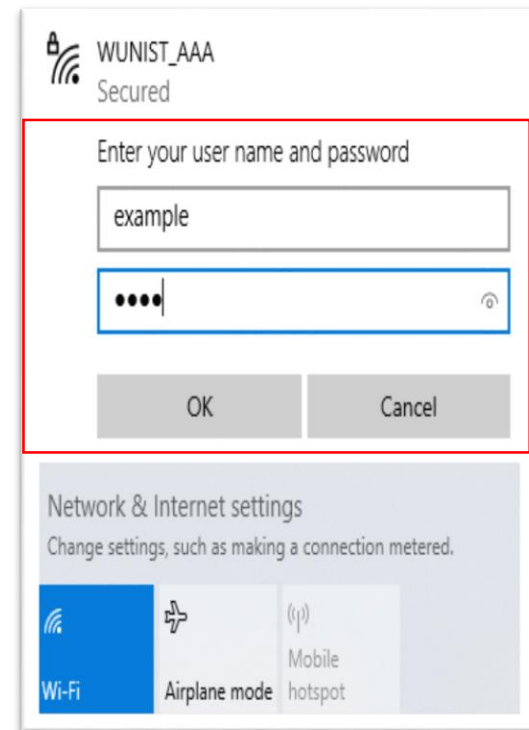 WUNIST_AAA
Secured
Enter your user name and password
example
••••
OK Cancel
Network & Internet settings
Change settings, such as making a connection metered.
Wi-Fi
Airplane mode
Mobile
hotspot